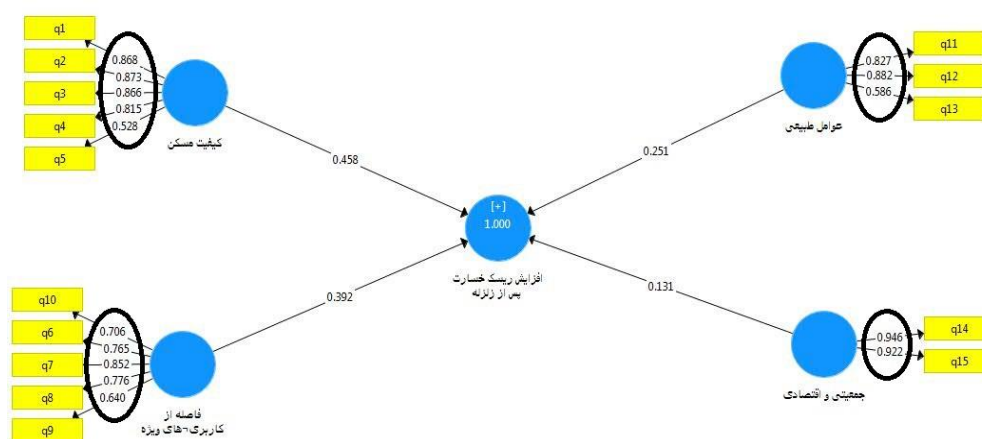 q1
q2
q3
q4
q5
0.868
0.873
0.866
0.815
0.528
کیفیت مسکن
0.458
q11
q12
q13
0.827
0.882
0.586
عوامل طبیعی
0.251
[+]
1.000
افزایش ریسک خسارت
پس از زلزله
q10
q6
q7
q8
q9
0.706
0.765
0.852
0.776
0.640
فاصله از
کاربری¬های ویژه
0.392
q14
q15
0.946
0.922
جمعیتی و اقتصادی
0.131